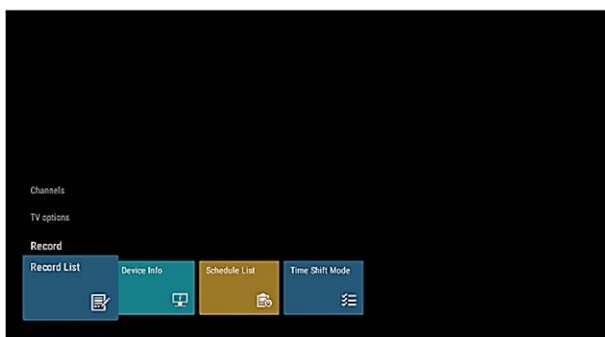 Channels
TV options
Record
Record List
Device Info
Schedule List
Time Shift Mode